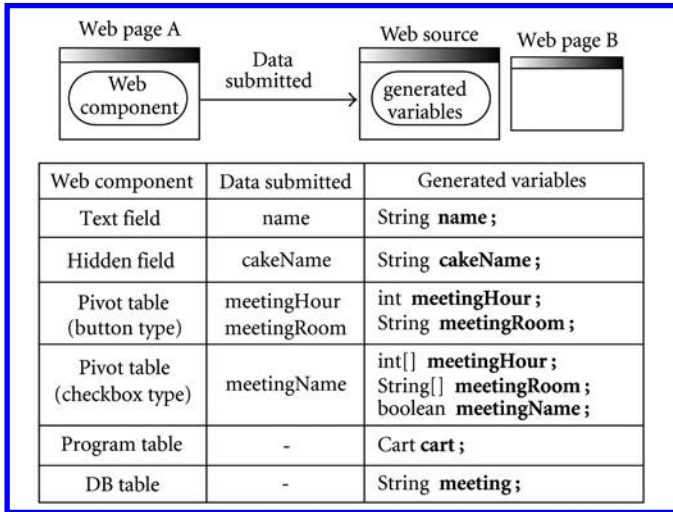 Web page A
Web source
Web page B
Data
submitted
Web
component
generated
variables
Web component Data submitted Generated variables
Text field name String name;
Hidden field cakeName String cakeName;
Pivot table
(button type)
meetingHour
meetingRoom
int meetingHour;
String meetingRoom;
Pivot table
(checkbox type)
meetingName
int[] meetingHour;
String[] meetingRoom;
boolean meetingName;
Program table - Cart cart;
DB table - String meeting;